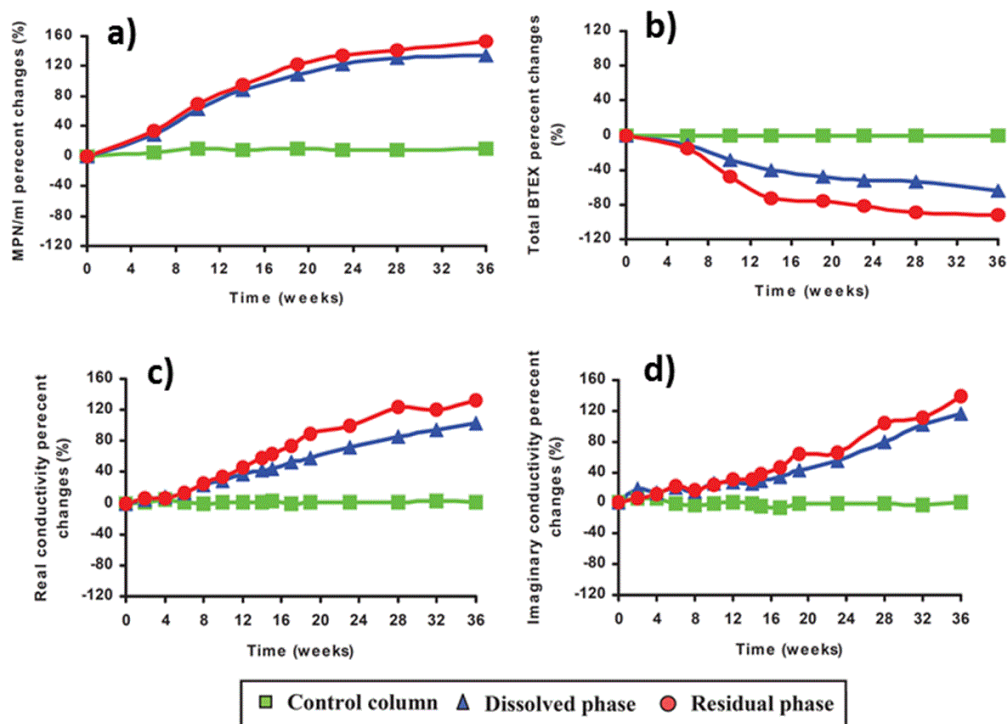 a)
MPN/ml perecent changes (%)
160
120
80
40
0
-40
-80
-120
0 4 8 12 16 20 24 28 32 36
Time (weeks)
b)
Total BTEX perecent changes
(%)
120
80
40
0
-40
-80
-120
0 4 8 12 16 20 24 28 32 36
Time (weeks)
c)
Real conductivity perecent
changes (%)
160
120
80
40
0
-40
-80
-120
0 4 8 12 16 20 24 28 32 36
Time (weeks)
d)
Imaginary conductivity perecent
changes (%)
160
120
80
40
0
-40
-80
-120
0 4 8 12 16 20 24 28 32 36
Time (weeks)
Control column Dissolved phase Residual phase